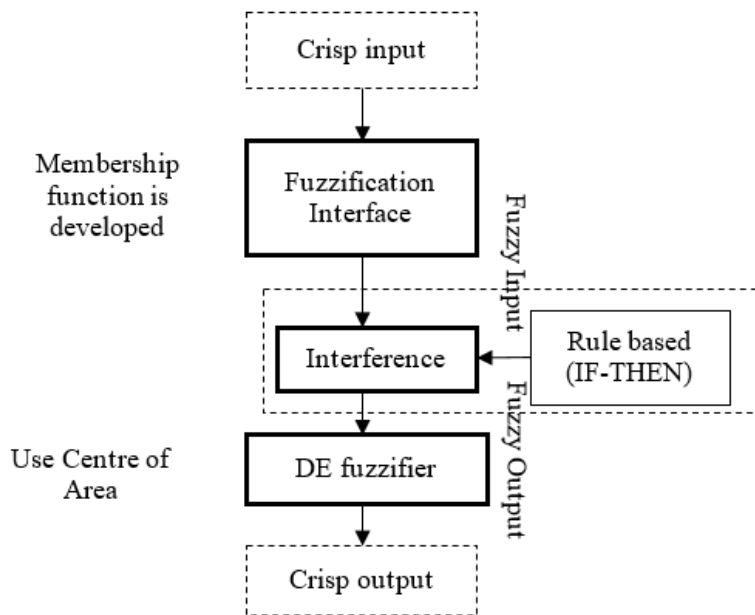 Crisp input
Membership
function is
developed
Fuzzification
Interface
Fuzzy Input
Interference
Rule based
(IF-THEN)
Fuzzy Output
Use Centre of
Area
DE fuzzifier
Crisp output